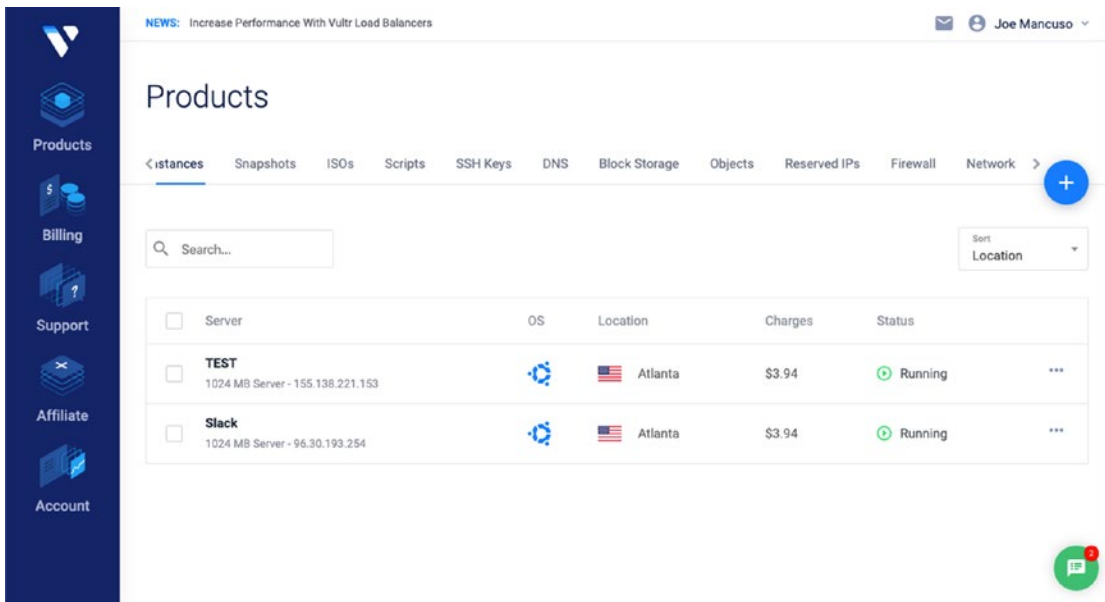 NEWS: Increase Performance With Vultr Load Balancers
Joe Mancuso
Products
Products
Billing
Support
Affiliate
Account
stances Snapshots ISOs Scripts SSH Keys DNS Block Storage Objects Reserved IPs Firewall Network
+
Search...
Sort
Location
Server OS Location Charges Status
TEST
1024 MB Server - 155.138.221.153
Atlanta $3.94 Running
Slack
1024 MB Server - 96.30.193.254
Atlanta $3.94 Running
2